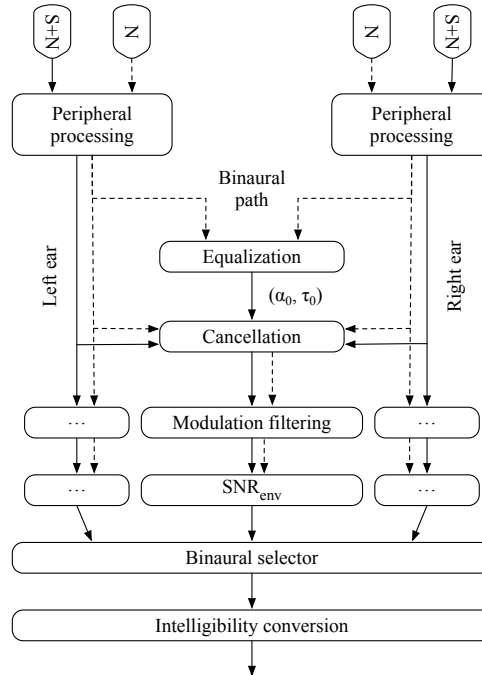 S+N
N
N
S+N
Peripheral
processing
Peripheral
processing
Binaural
path
Left ear
Right ear
Equalization
(α₀, τ₀)
Cancellation
...
Modulation filtering
...
...
SNRenv
...
Binaural selector
Intelligibility conversion